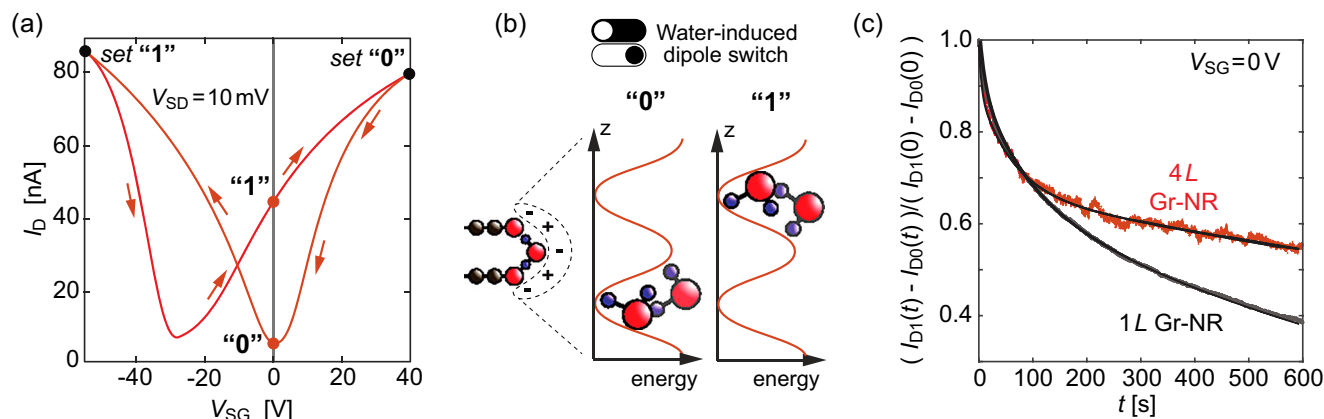 (a)
set "1"
set "0"
V_SD = 10 mV
"1"
"0"
80
60
40
20
0
I_D [nA]
-40
-20
0
20
40
V_SG [V]
(b)
Water-induced
dipole switch
"0"
"1"
z
z
- + - + -
energy
energy
(c)
V_SG = 0 V
4L
Gr-NR
1L Gr-NR
1.0
0.8
0.6
0.4
( I_D1(t) - I_D0(t) )/( I_D1(0) - I_D0(0) )
0
100
200
300
400
500
600
t [s]